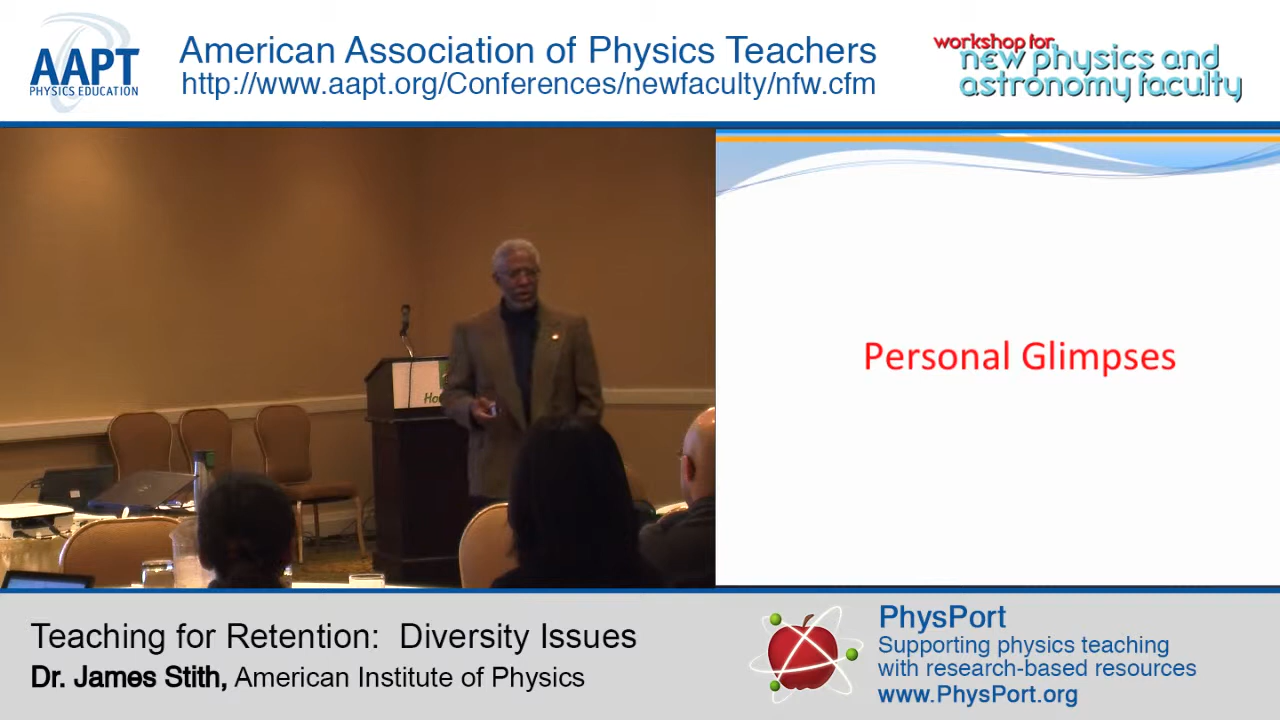 AAPT
PHYSICS EDUCATION
American Association of Physics Teachers
http://www.aapt.org/Conferences/newfaculty/nfw.cfm
workshop for
new physics and
astronomy faculty
Personal Glimpses
Teaching for Retention: Diversity Issues
Dr. James Stith, American Institute of Physics
PhysPort
Supporting physics teaching
with research-based resources
www.PhysPort.org